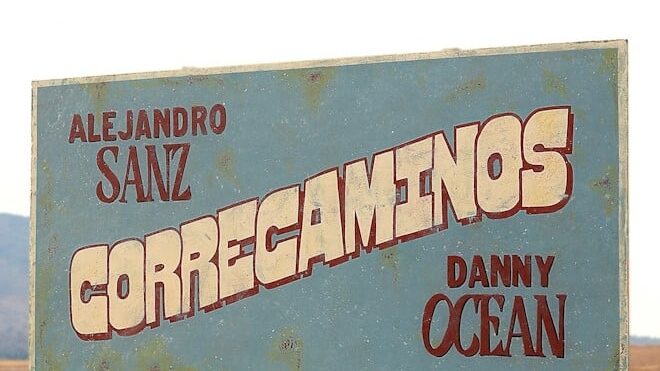 ALEJANDRO
SANZ
CORRECAMINOS
DANNY
OCEAN